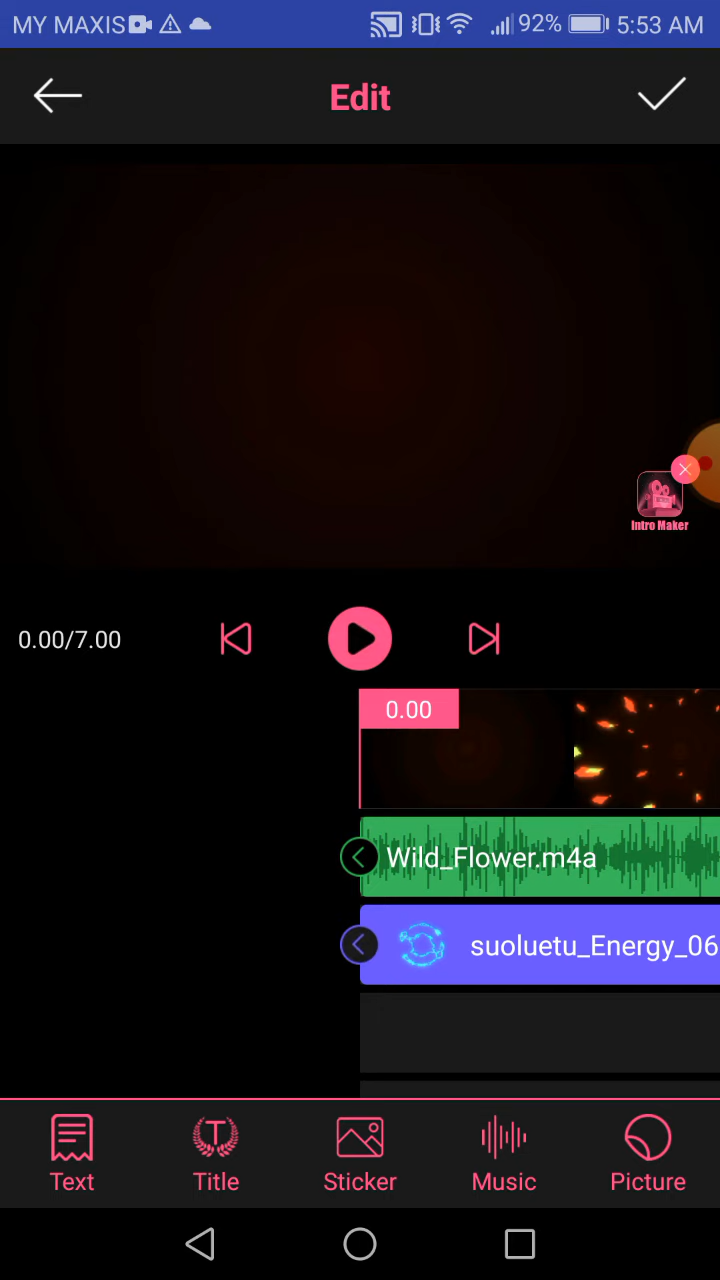 MY MAXIS 92% 5:53 AM
Edit
Intro Maker
0.00/7.00
0.00
Wild_Flower.m4a
suoluetu_Energy_06
Text Title Sticker Music Picture